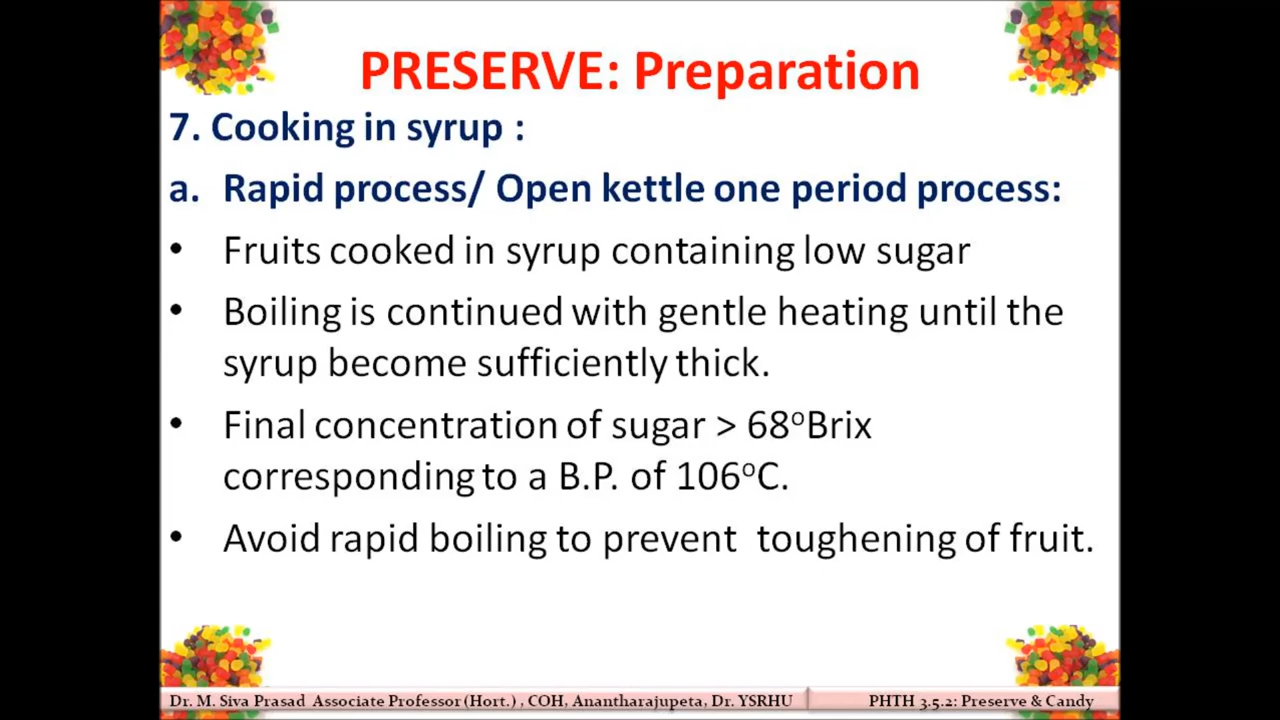 PRESERVE: Preparation
7. Cooking in syrup :
a. Rapid process/ Open kettle one period process:
• Fruits cooked in syrup containing low sugar
• Boiling is continued with gentle heating until the
syrup become sufficiently thick.
• Final concentration of sugar > 68ᵒBrix
corresponding to a B.P. of 106ᵒC.
• Avoid rapid boiling to prevent toughening of fruit.
Dr. M. Siva Prasad Associate Professor (Hort.) , COH, Anantharajupeta, Dr. YSRHU
PHTH 3.5.2: Preserve & Candy